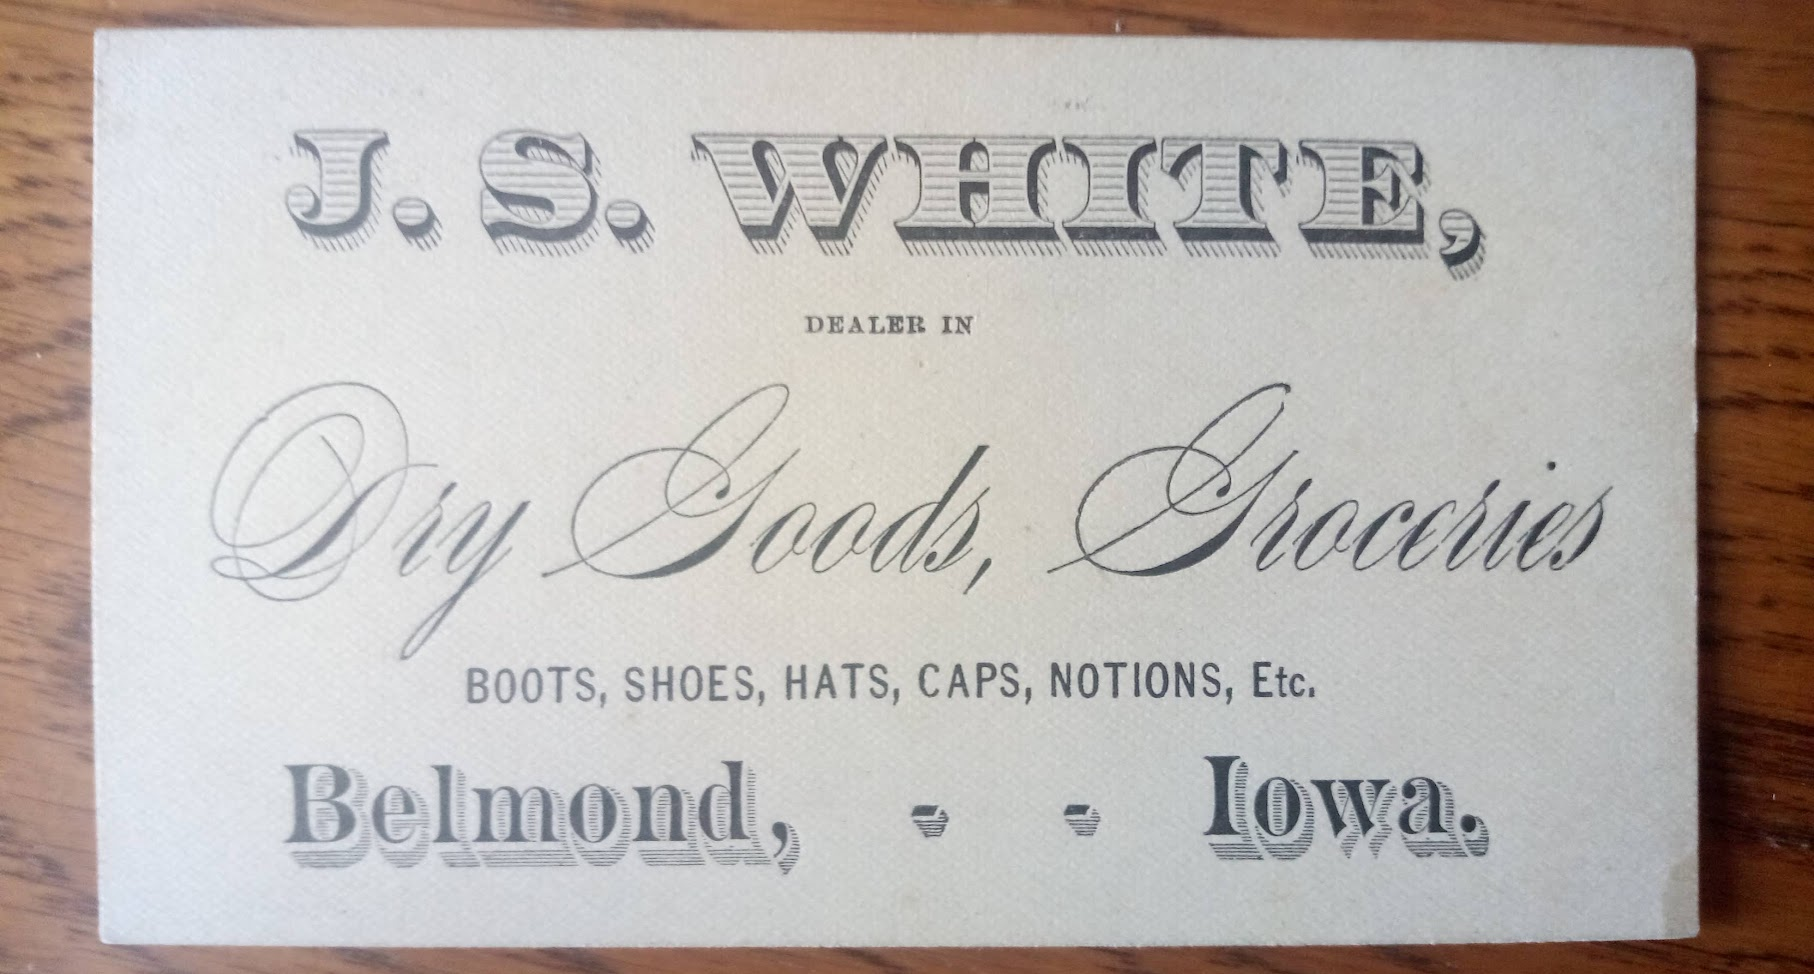 J. S. WHITE,
DEALER IN
Dry Goods, Groceries
BOOTS, SHOES, HATS, CAPS, NOTIONS, Etc.
Belmond, - - Iowa.